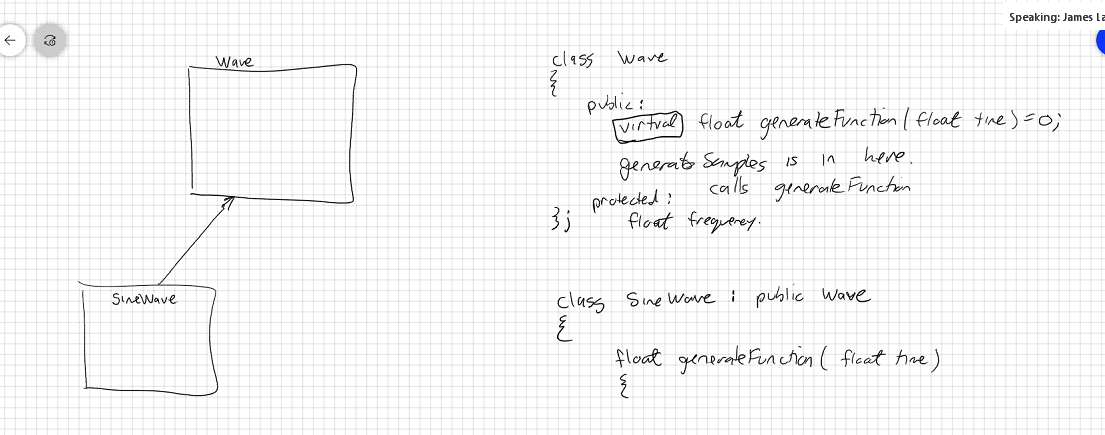 Speaking: James La
Wave
class Wave
{
public:
virtual float generateFunction(float time)=0;
generateSamples is in here.
calls generateFunction
protected:
float frequency.
};
SineWave
class SineWave : public Wave
{
float generateFunction( float time)
{